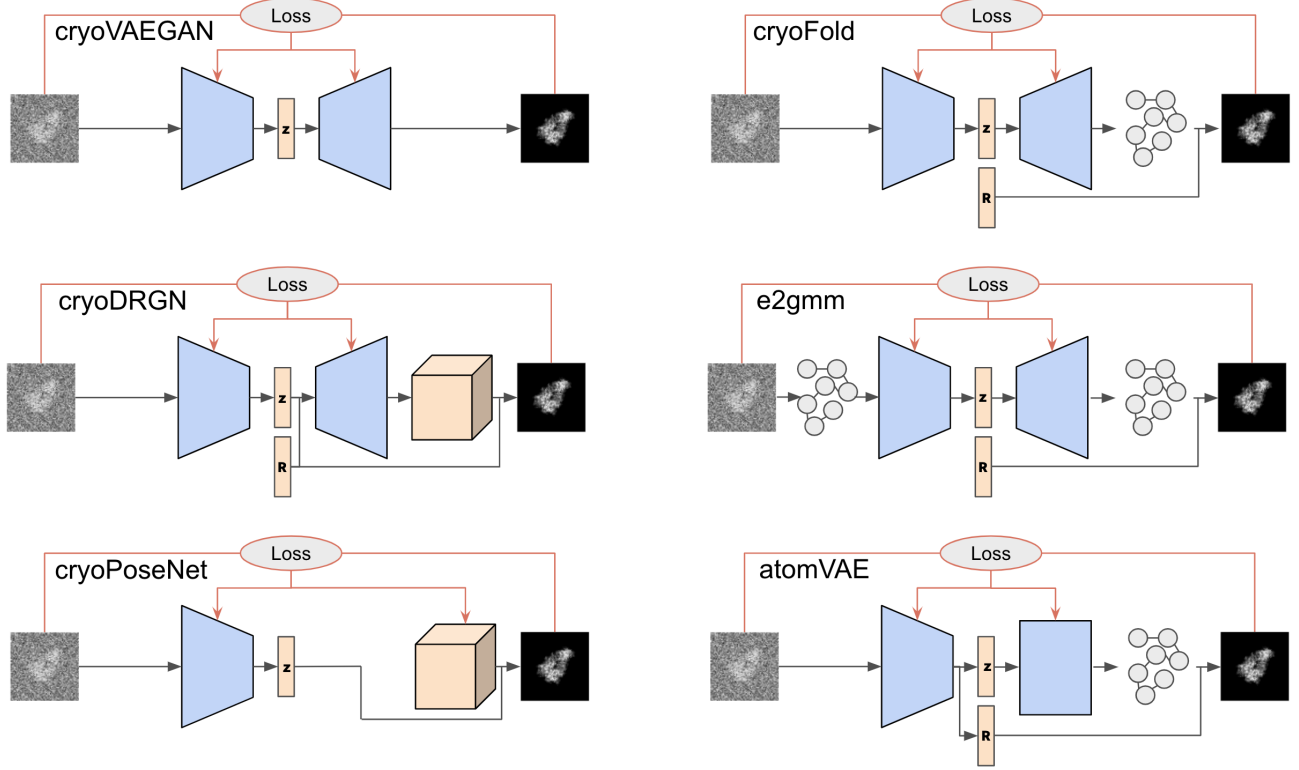 Loss
cryoVAEGAN
z
Loss
cryoFold
z
R
Loss
cryoDRGN
z
R
Loss
e2gmm
z
R
Loss
cryoPoseNet
z
Loss
atomVAE
z
R